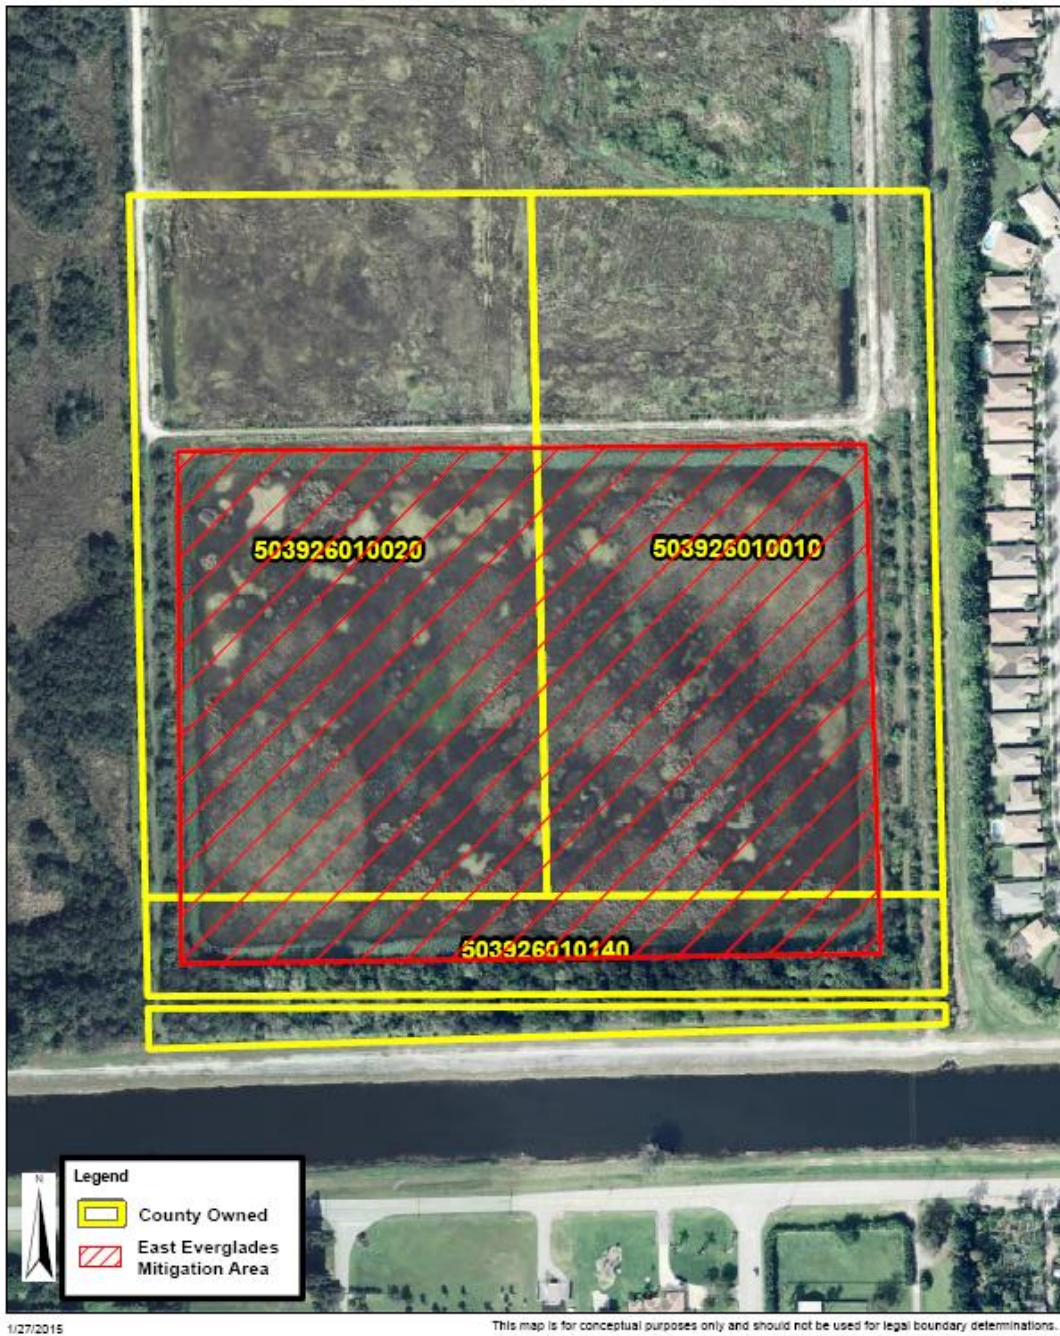 503926010020
503926010010
503926010140
N
Legend
County Owned
East Everglades
Mitigation Area
1/27/2015
This map is for conceptual purposes only and should not be used for legal boundary determinations.